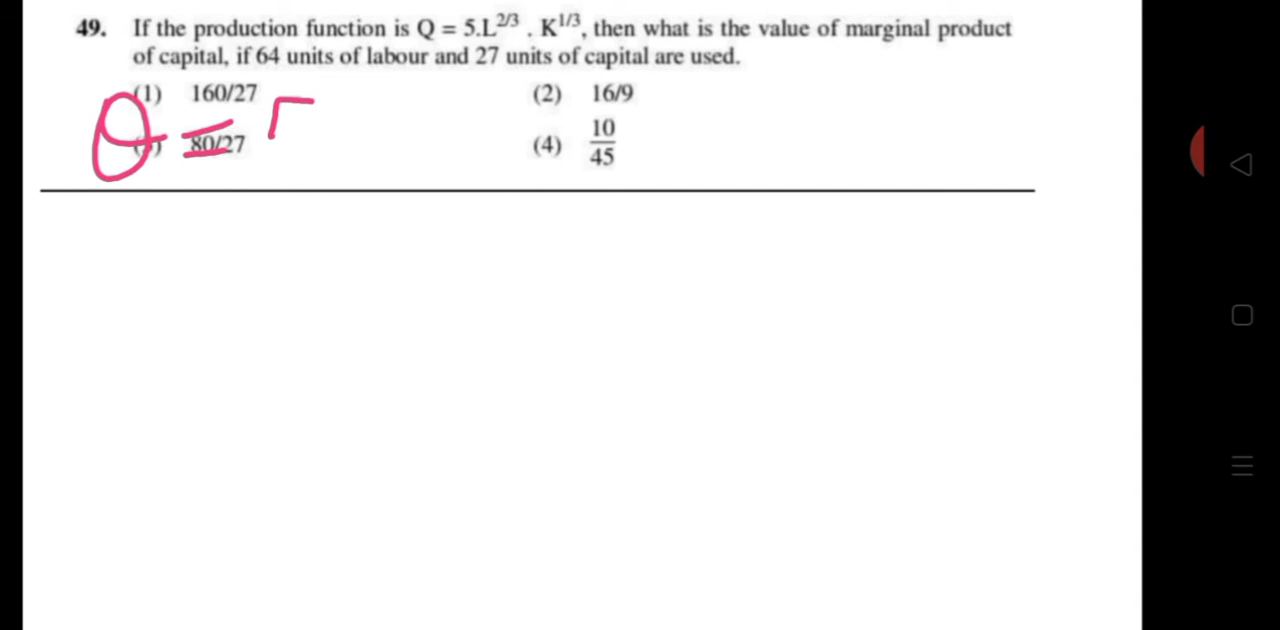 49. If the production function is Q = 5.L^2/3 . K^1/3, then what is the value of marginal product
of capital, if 64 units of labour and 27 units of capital are used.
(1) 160/27 (2) 16/9
80/27 (4) 10/45
Q =